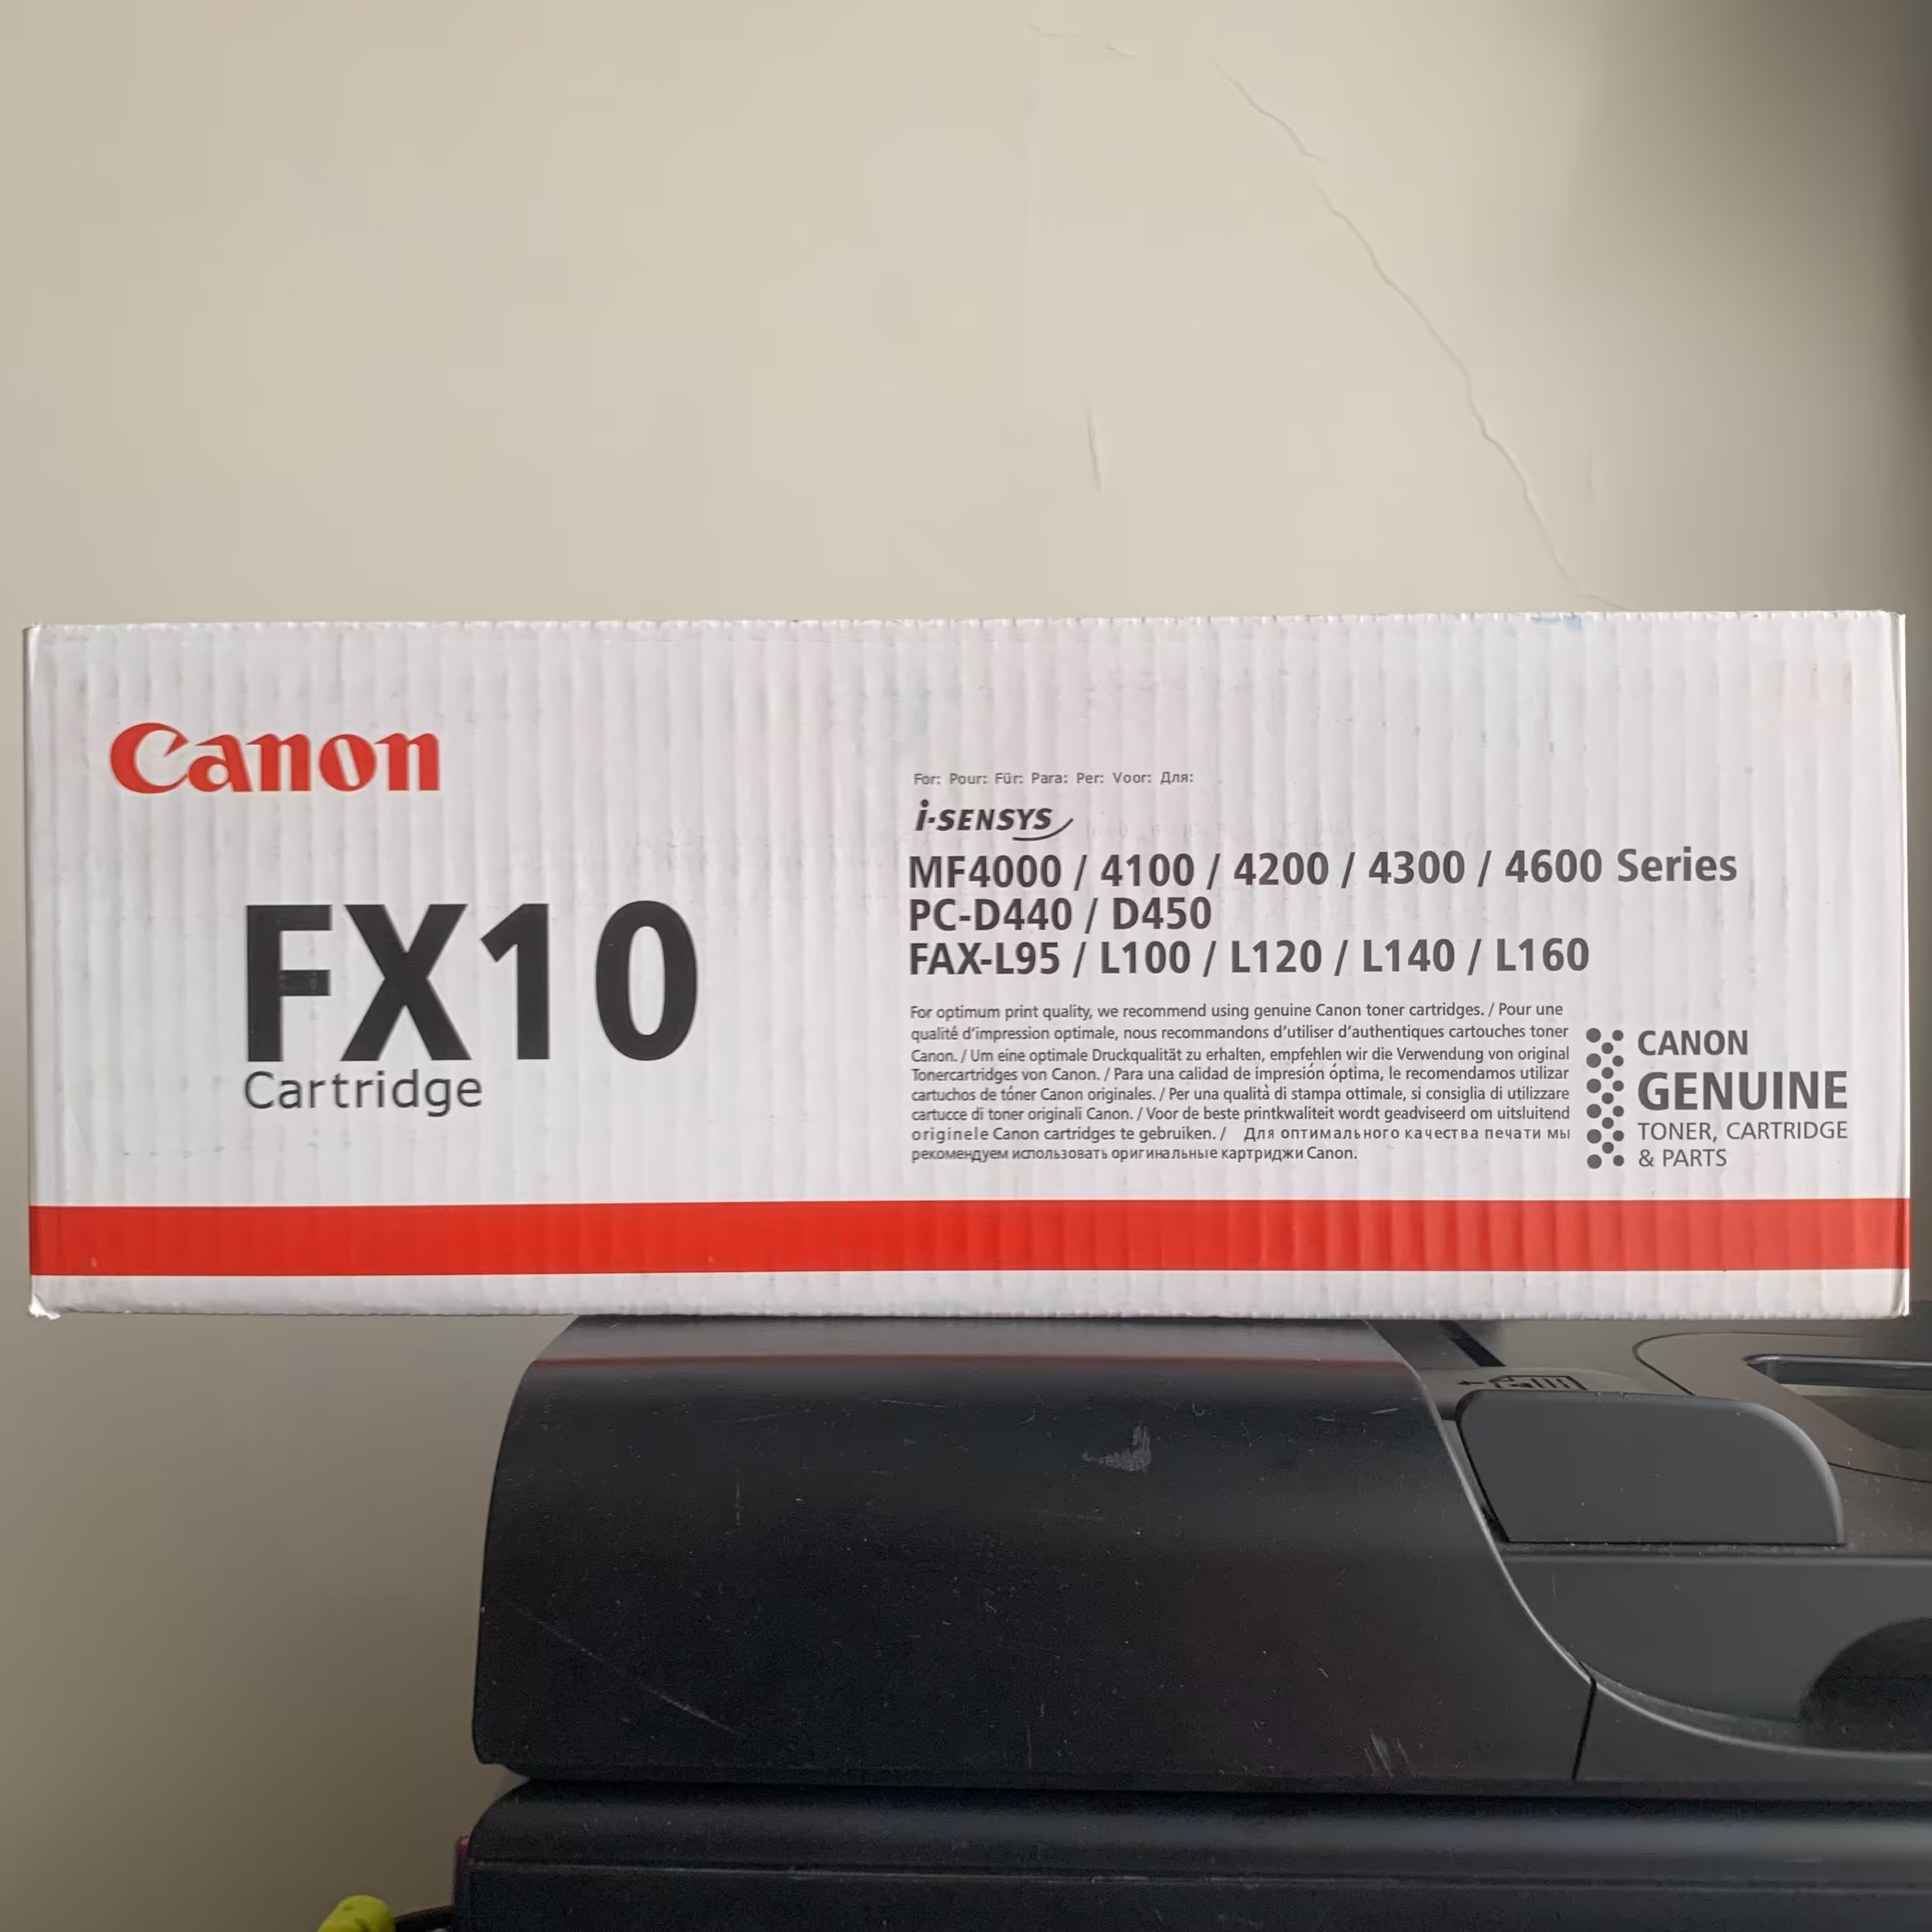 Canon
FX10
Cartridge
For: Pour: Für: Para: Per: Voor: Для:
i-SENSYS
MF4000 / 4100 / 4200 / 4300 / 4600 Series
PC-D440 / D450
FAX-L95 / L100 / L120 / L140 / L160
For optimum print quality, we recommend using genuine Canon toner cartridges. / Pour une
qualité d'impression optimale, nous recommandons d'utiliser d'authentiques cartouches toner
Canon. / Um eine optimale Druckqualität zu erhalten, empfehlen wir die Verwendung von original
Tonercartridges von Canon. / Para una calidad de impresión óptima, le recomendamos utilizar
cartuchos de tóner Canon originales. / Per una qualità di stampa ottimale, si consiglia di utilizzare
cartucce di toner originali Canon. / Voor de beste printkwaliteit wordt geadviseerd om uitsluitend
originele Canon cartridges te gebruiken. / Для оптимального качества печати мы
рекомендуем использовать оригинальные картриджи Canon.
CANON
GENUINE
TONER, CARTRIDGE
& PARTS